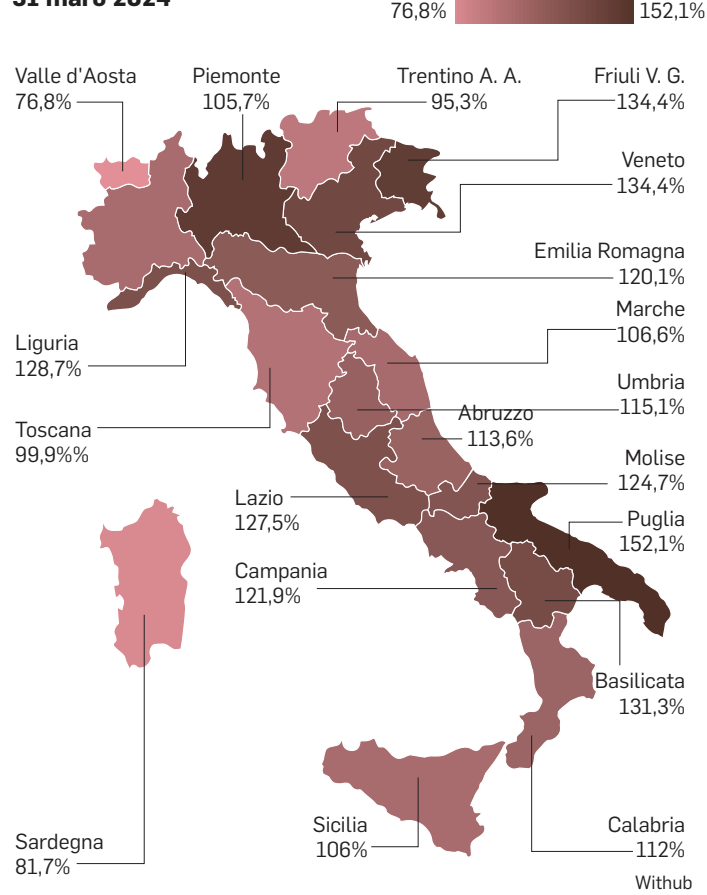 31 marO 2024
76,8%
152,1%
Valle d'Aosta
76,8%
Piemonte
105,7%
Trentino A. A.
95,3%
Friuli V. G.
134,4%
Veneto
134,4%
Emilia Romagna
120,1%
Marche
106,6%
Liguria
128,7%
Umbria
115,1%
Abruzzo
113,6%
Toscana
99,9%%
Molise
124,7%
Lazio
127,5%
Puglia
152,1%
Campania
121,9%
Basilicata
131,3%
Sardegna
81,7%
Sicilia
106%
Calabria
112%
Withub